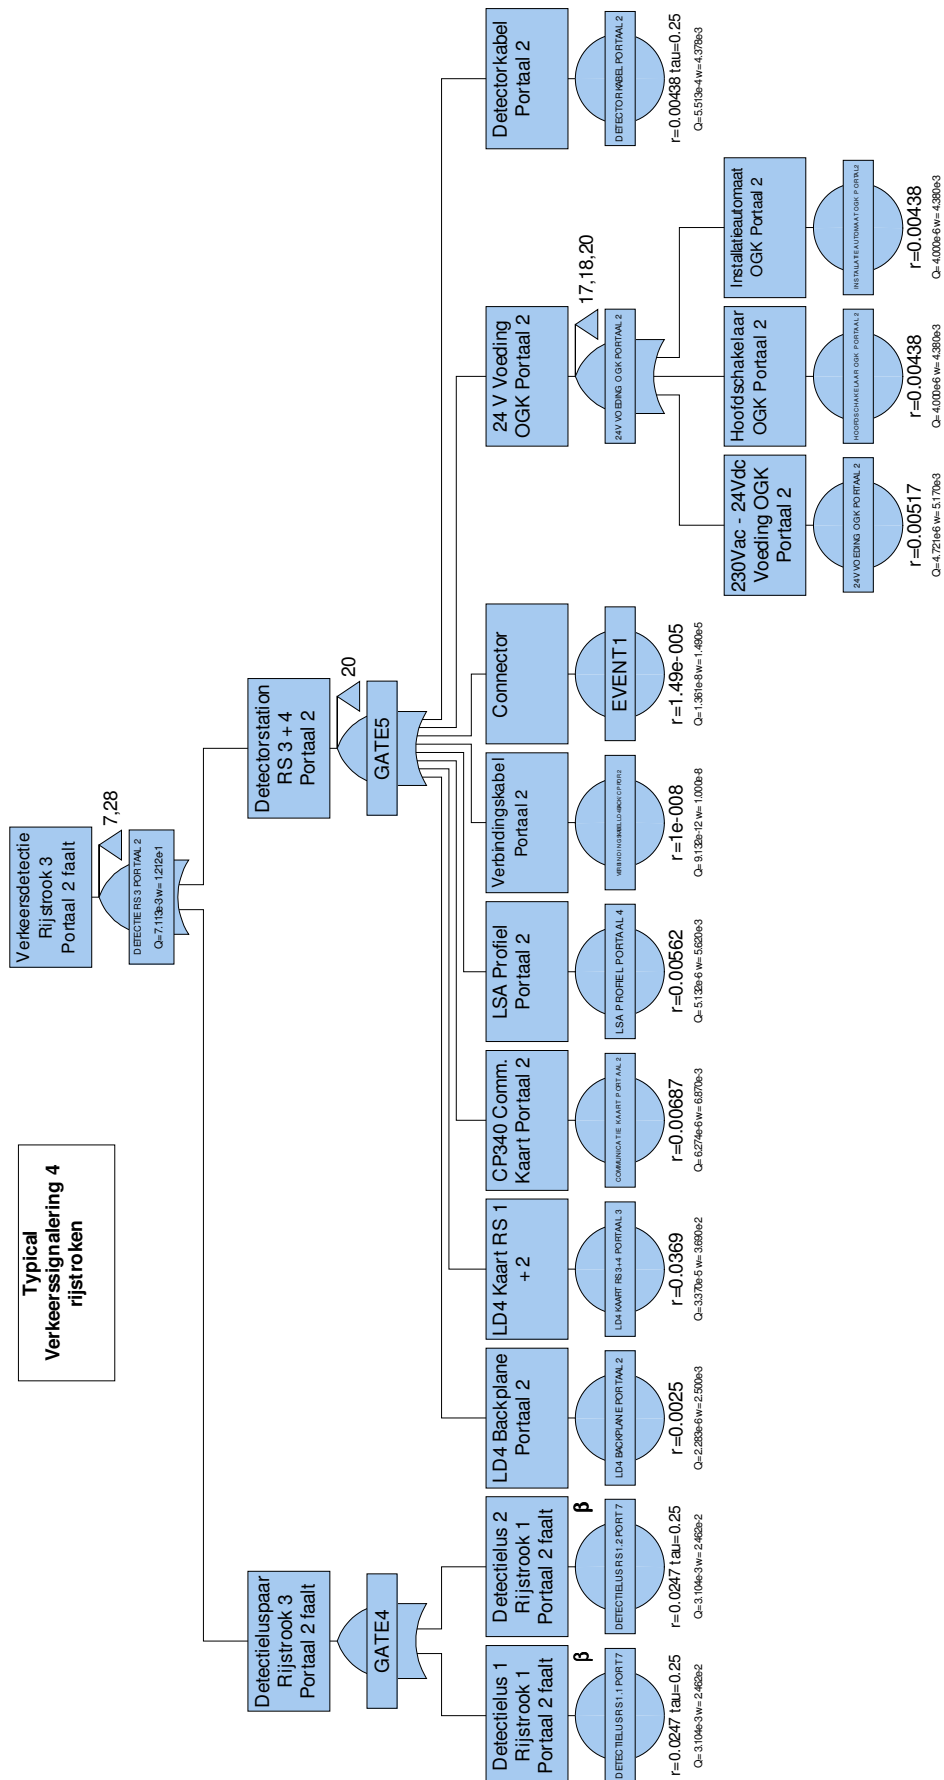 Typical
Verkeerssignalering 4
rijstroken
Verkeersdetectie
Rijstrook 3
Portaal 2 faalt
7,28
DETECTIE RS 3 PORTAAL 2
Q=7.113e-3 w=1.212e-1
Detectieluspaar
Rijstrook 3
Portaal 2 faalt
GATE4
Detectorstation
RS 3 + 4
Portaal 2
20
GATE5
Detectielus 1
Rijstrook 1
Portaal 2 faalt
β
DETECTIELUS RS 1.1 PORT 7
r=0.0247 tau=0.25
Q=3.104e-3 w=2.462e-2
Detectielus 2
Rijstrook 1
Portaal 2 faalt
β
DETECTIELUS RS 1.2 PORT 7
r=0.0247 tau=0.25
Q=3.104e-3 w=2.462e-2
LD4 Backplane
Portaal 2
LD4 BACKPLANE PORTAAL 2
r=0.0025
Q=2.283e-6 w=2.500e-3
LD4 Kaart RS 1
+ 2
LD4 KAART RS 3+4 PORTAAL 3
r=0.0369
Q=3.370e-5 w=3.690e-2
CP340 Comm.
Kaart Portaal 2
COMMUNICATIE KAART PORTAAL 2
r=0.00687
Q=6.274e-6 w=6.870e-3
LSA Profiel
Portaal 2
LSA PROFIEL PORTAAL 4
r=0.00562
Q=5.132e-6 w=5.620e-3
Verbindingskabel
Portaal 2
r=1e-008
Q=9.132e-12 w=1.000e-8
Connector
EVENT1
r=1.49e-005
Q=1.361e-8 w=1.490e-5
24 V Voeding
OGK Portaal 2
17,18,20
24V VOEDING OGK PORTAAL 2
Detectorkabel
Portaal 2
DETECTORKABEL PORTAAL 2
r=0.00438 tau=0.25
Q=5.513e-4 w=4.378e-3
230Vac - 24Vdc
Voeding OGK
Portaal 2
24V VOEDING OGK PORTAAL 2
r=0.00517
Q=4.721e-6 w=5.170e-3
Hoofdschakelaar
OGK Portaal 2
HOOFDSCHAKELAAR OGK PORTAAL 2
r=0.00438
Q=4.000e-6 w=4.380e-3
Installatieautomaat
OGK Portaal 2
INSTALLATIEAUTOMAAT OGK PORTAL2
r=0.00438
Q=4.000e-6 w=4.380e-3